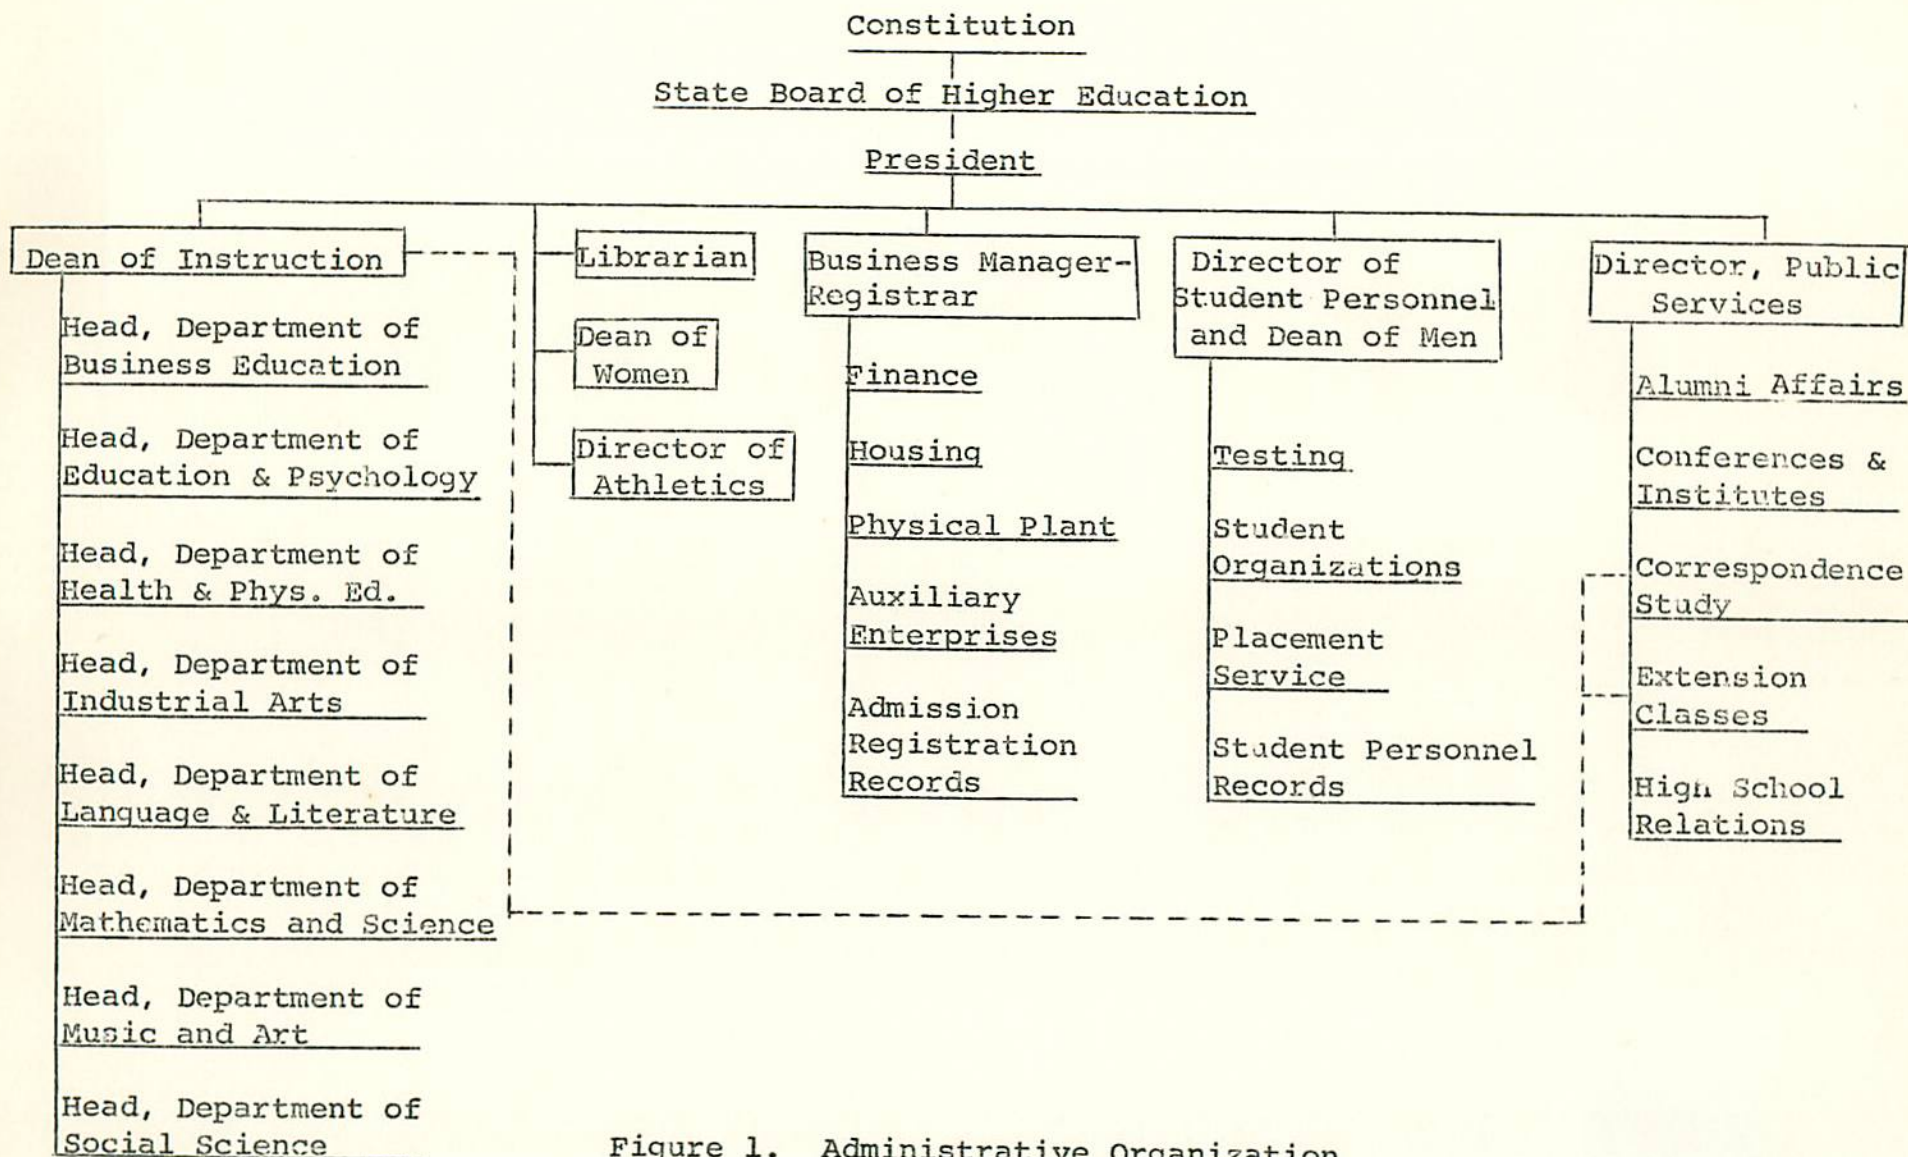 Constitution
State Board of Higher Education
President
Dean of Instruction
Head, Department of
Business Education
Head, Department of
Education & Psychology
Head, Department of
Health & Phys. Ed.
Head, Department of
Industrial Arts
Head, Department of
Language & Literature
Head, Department of
Mathematics and Science
Head, Department of
Music and Art
Head, Department of
Social Science
Librarian
Dean of
Women
Director of
Athletics
Business Manager-
Registrar
Finance
Housing
Physical Plant
Auxiliary
Enterprises
Admission
Registration
Records
Director of
Student Personnel
and Dean of Men
Testing
Student
Organizations
Placement
Service
Student Personnel
Records
Director, Public
Services
Alumni Affairs
Conferences &
Institutes
Correspondence
Study
Extension
Classes
High School
Relations
Figure 1. Administrative Organization